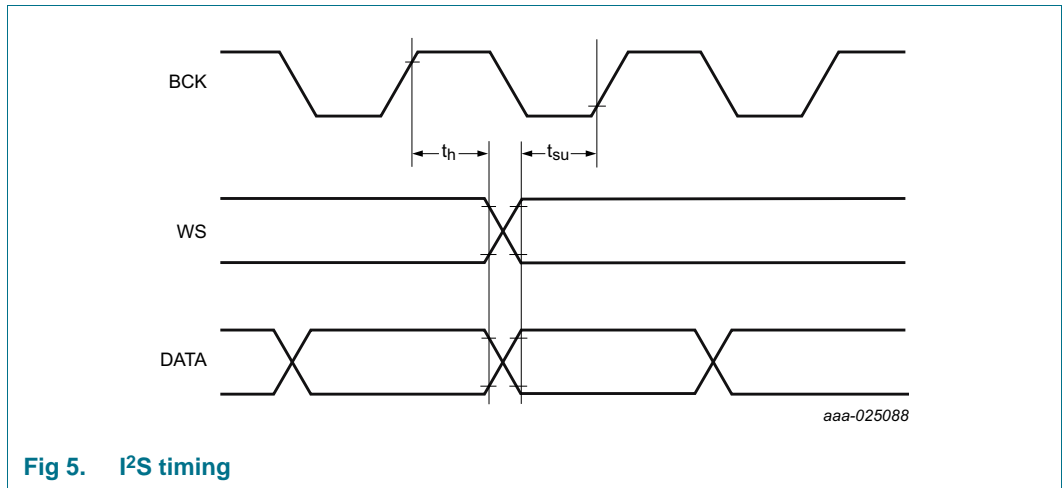 BCK
th
tsu
WS
DATA
aaa-025088
Fig 5. I²S timing